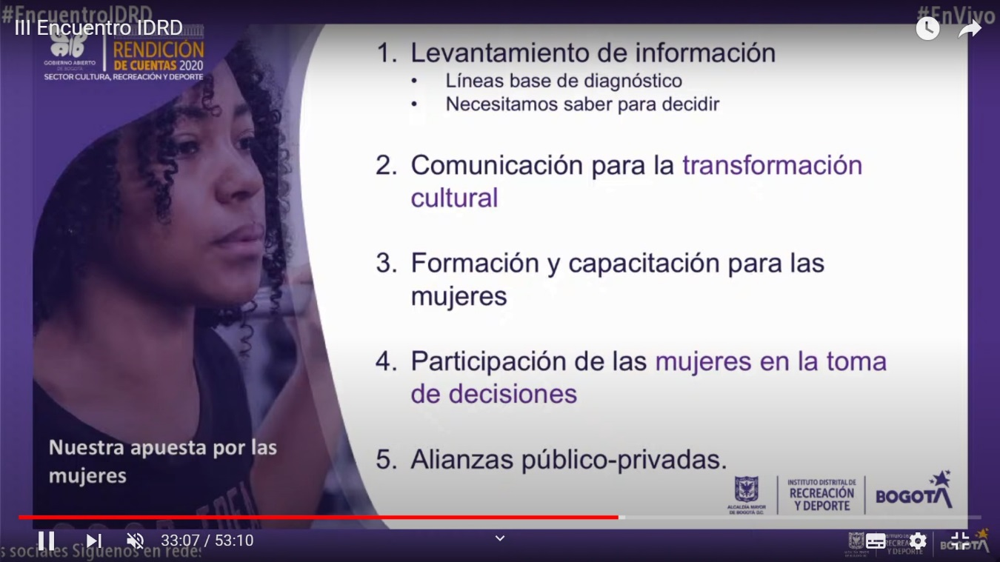 #EncuentroIDRD
#EnVivo
III Encuentro IDRD
GOBIERNO ABIERTO
DE BOGOTÁ
RENDICIÓN
DE CUENTAS 2020
SECTOR CULTURA, RECREACIÓN Y DEPORTE
1. Levantamiento de información
• Líneas base de diagnóstico
• Necesitamos saber para decidir
2. Comunicación para la transformación
cultural
3. Formación y capacitación para las
mujeres
4. Participación de las mujeres en la toma
de decisiones
5. Alianzas público-privadas.
Nuestra apuesta por las
mujeres
ALCALDÍA MAYOR
DE BOGOTÁ D.C.
INSTITUTO DISTRITAL DE
RECREACIÓN
Y DEPORTE
BOGOTÁ
33:07 / 53:10
s sociales Síguenos en redes
Y DEPORTE
BOGOTÁ